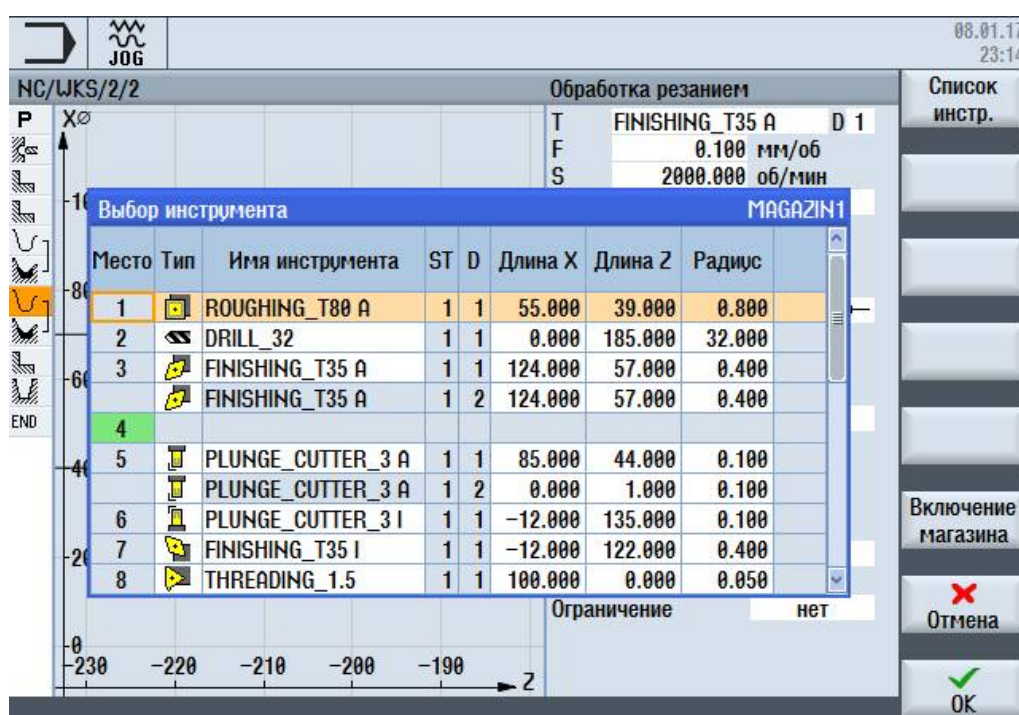 JOG
08.01.17
23:14
NC/WKS/2/2
Обработка резанием
Список
инстр.
P
XØ
T FINISHING_T35 A D 1
F 0.100 мм/об
S 2000.000 об/мин
Выбор инструмента MAGAZIN1
Место Тип Имя инструмента ST D Длина X Длина Z Радиус
1 ROUGHING_T80 A 1 1 55.000 39.000 0.800
2 DRILL_32 1 1 0.000 185.000 32.000
3 FINISHING_T35 A 1 1 124.000 57.000 0.400
FINISHING_T35 A 1 2 124.000 57.000 0.400
4
5 PLUNGE_CUTTER_3 A 1 1 85.000 44.000 0.100
PLUNGE_CUTTER_3 A 1 2 0.000 1.000 0.100
6 PLUNGE_CUTTER_3 I 1 1 -12.000 135.000 0.100
7 FINISHING_T35 I 1 1 -12.000 122.000 0.400
8 THREADING_1.5 1 1 100.000 0.000 0.050
END
Включение
магазина
Ограничение нет
Отмена
-0
-230 -220 -210 -200 -190
Z
OK